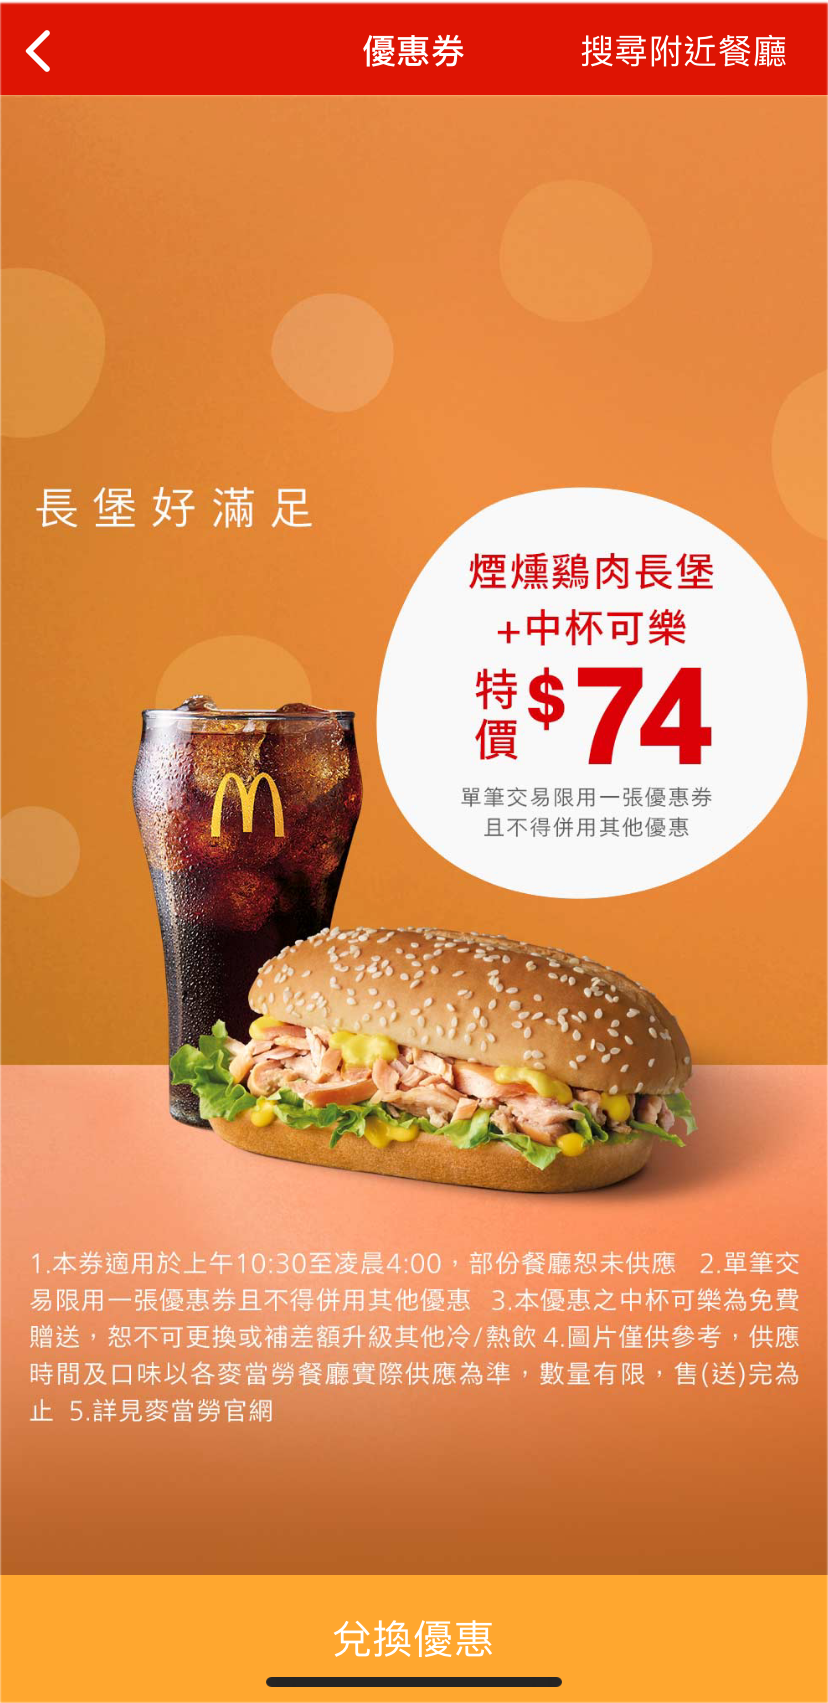 優惠券
搜尋附近餐廳
長堡好滿足
煙燻鷄肉長堡
+中杯可樂
特價 $74
單筆交易限用一張優惠券
且不得併用其他優惠
1.本券適用於上午10:30至凌晨4:00，部份餐廳恕未供應 2.單筆交
易限用一張優惠券且不得併用其他優惠 3.本優惠之中杯可樂為免費
贈送，恕不可更換或補差額升級其他冷/熱飲 4.圖片僅供參考，供應
時間及口味以各麥當勞餐廳實際供應為準，數量有限，售(送)完為
止 5.詳見麥當勞官網
兌換優惠